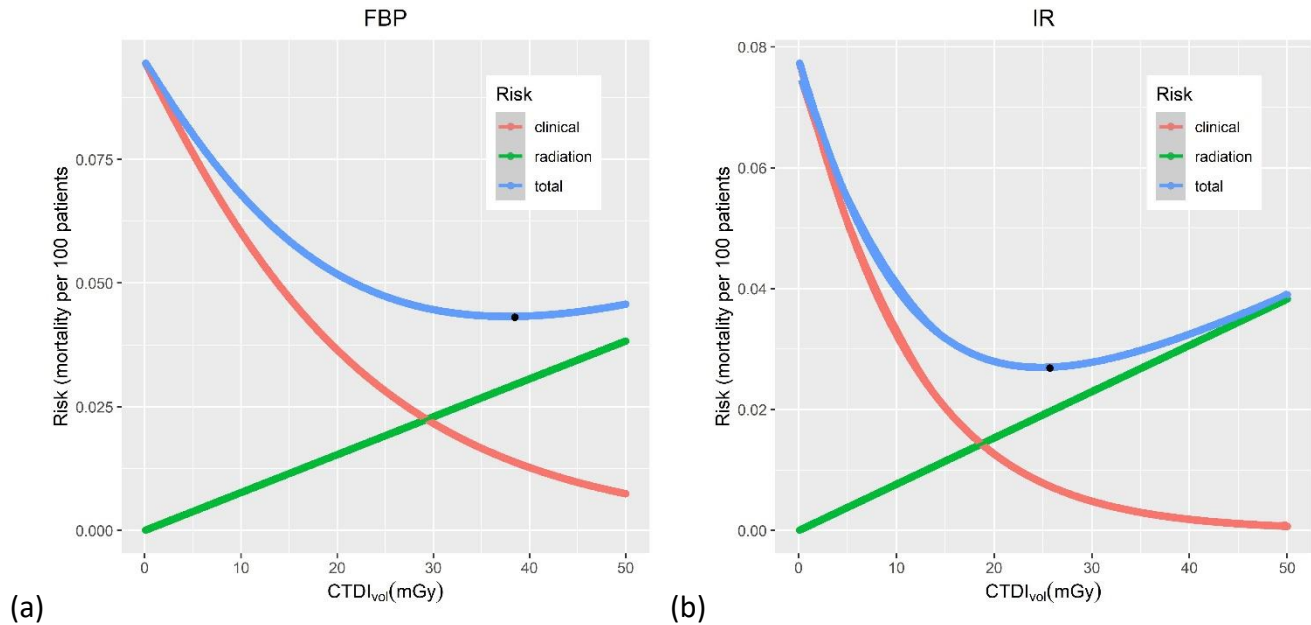 FBP
Risk (mortality per 100 patients
0.075
0.050
0.025
0.000
Risk
clinical
radiation
total
0 10 20 30 40 50
CTDIvol(mGy)
(a)
IR
Risk (mortality per 100 patients
0.08
0.06
0.04
0.02
0.00
Risk
clinical
radiation
total
0 10 20 30 40 50
CTDIvol(mGy)
(b)